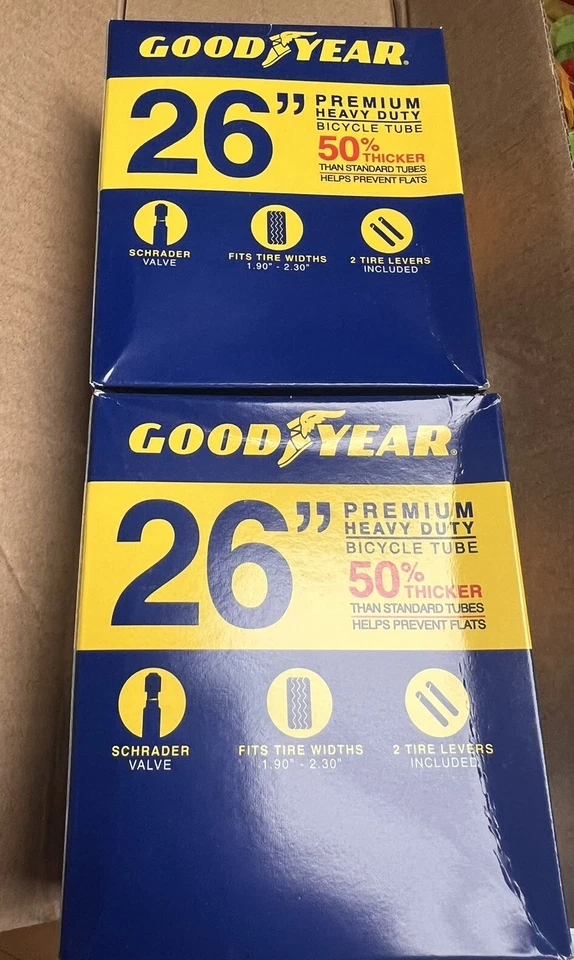 GOODYEAR
26”
PREMIUM
HEAVY DUTY
BICYCLE TUBE
50% THICKER
THAN STANDARD TUBES
HELPS PREVENT FLATS
SCHRADER
VALVE
FITS TIRE WIDTHS
1.90" - 2.30"
2 TIRE LEVERS
INCLUDED
GOODYEAR
26”
PREMIUM
HEAVY DUTY
BICYCLE TUBE
50% THICKER
THAN STANDARD TUBES
HELPS PREVENT FLATS
SCHRADER
VALVE
FITS TIRE WIDTHS
1.90" - 2.30"
2 TIRE LEVERS
INCLUDED